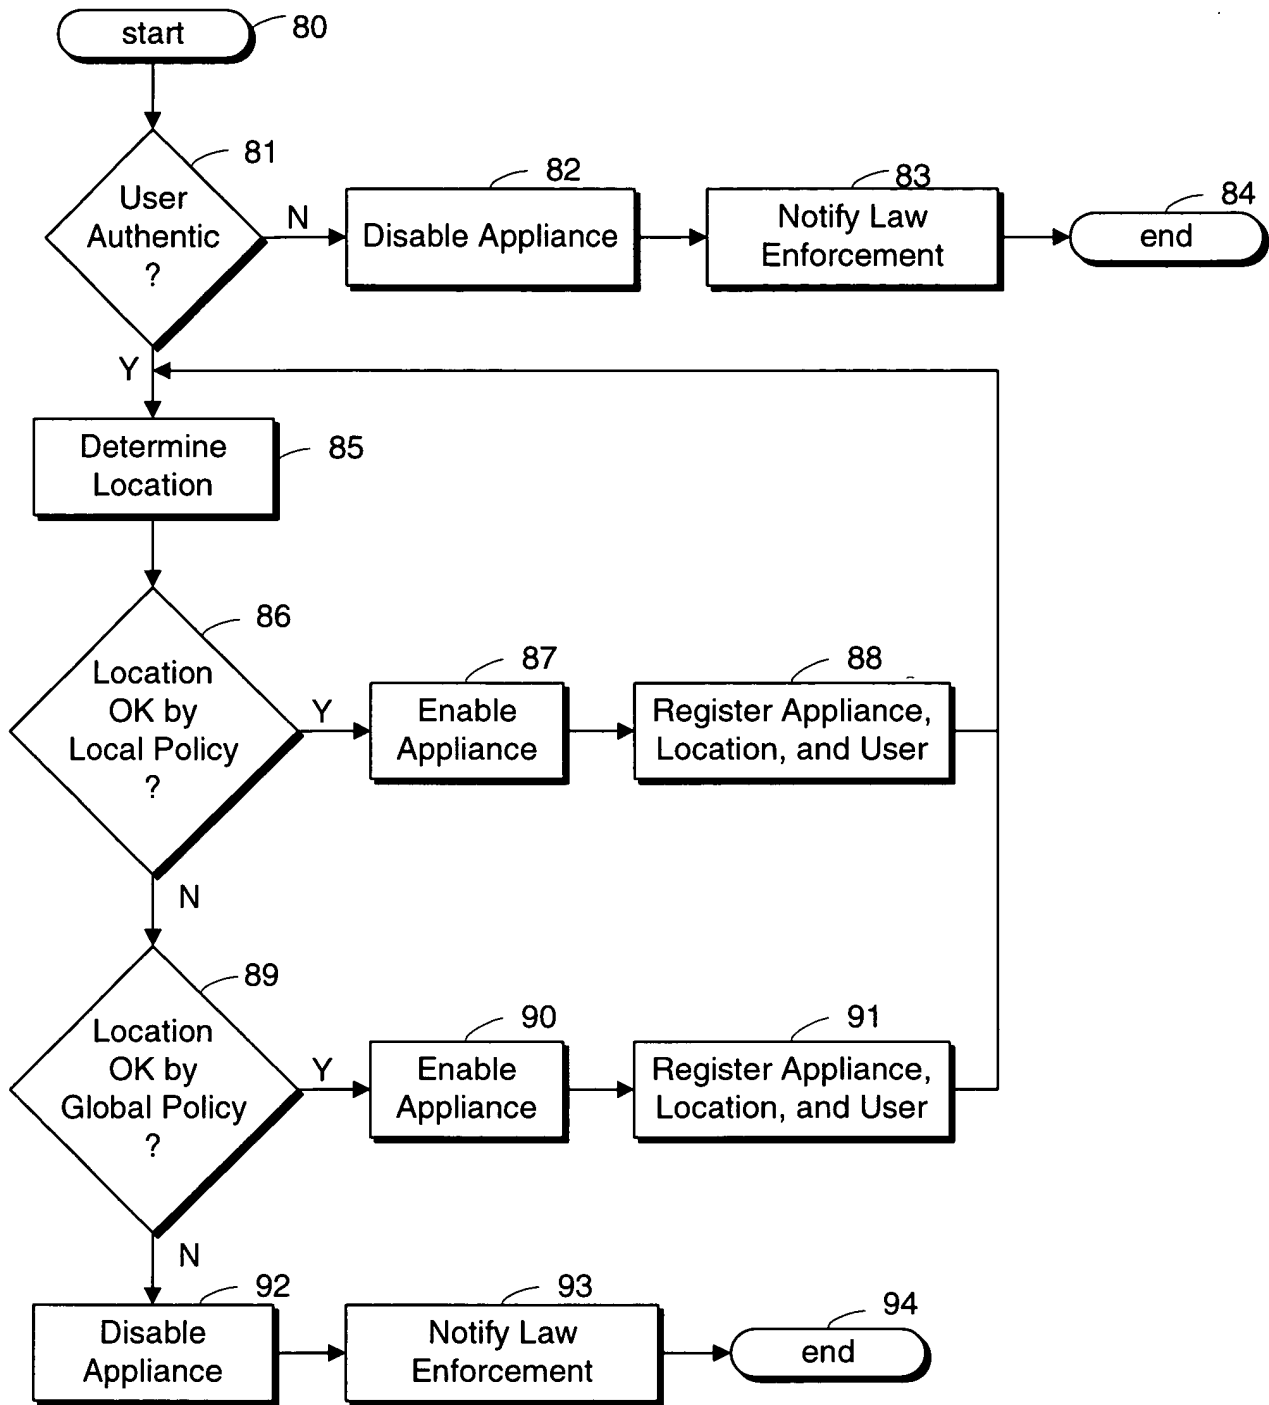 start
80
81
User
Authentic
?
N
82
Disable Appliance
83
Notify Law
Enforcement
84
end
Y
Determine
Location
85
86
Location
OK by
Local Policy
?
Y
87
Enable
Appliance
88
Register Appliance,
Location, and User
N
89
Location
OK by
Global Policy
?
Y
90
Enable
Appliance
91
Register Appliance,
Location, and User
N
92
Disable
Appliance
93
Notify Law
Enforcement
94
end